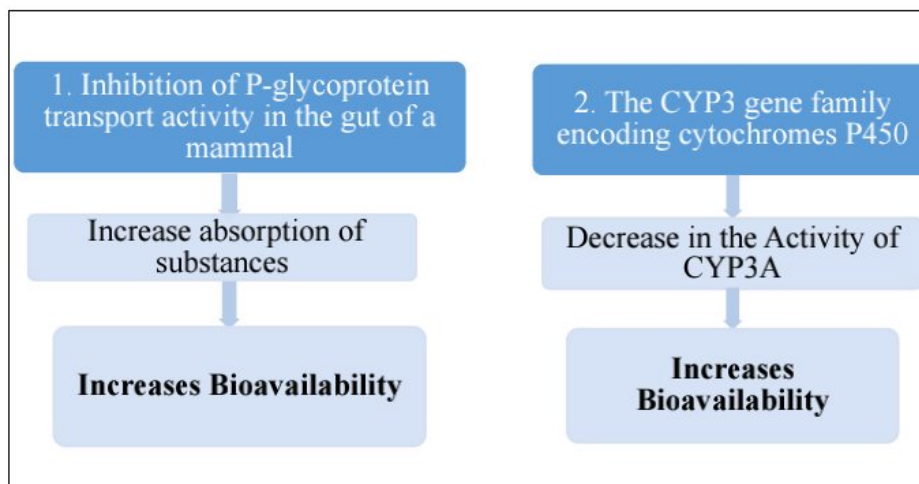 1. Inhibition of P-glycoprotein
transport activity in the gut of a
mammal
Increase absorption of
substances
Increases Bioavailability
2. The CYP3 gene family
encoding cytochromes P450
Decrease in the Activity of
CYP3A
Increases
Bioavailability